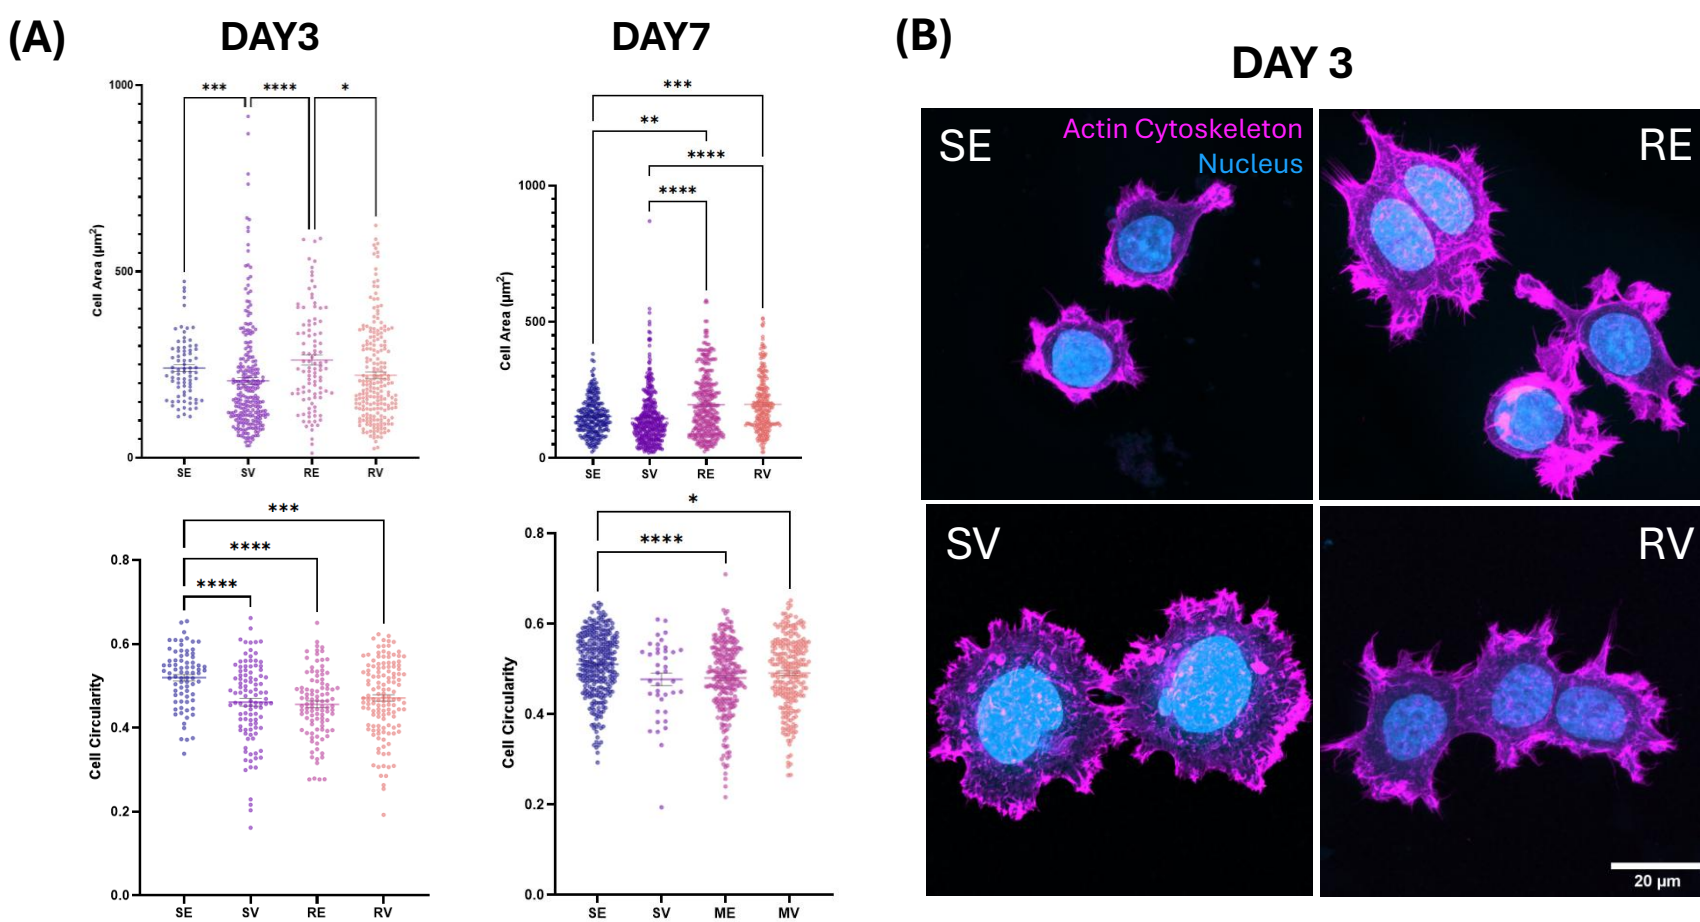 (A)
DAY3
DAY7
(B)
DAY 3
1000
500
0
Cell Area (µm²)
***
****
*
SE
SV
RE
RV
***
**
****
****
1000
500
0
Cell Area (µm²)
SE
SV
RE
RV
***
****
****
0.8
0.6
0.4
0.2
0.0
Cell Circularity
SE
SV
RE
RV
*
****
0.8
0.6
0.4
0.2
0.0
Cell Circularity
SE
SV
ME
MV
SE
Actin Cytoskeleton
Nucleus
RE
SV
RV
20 µm